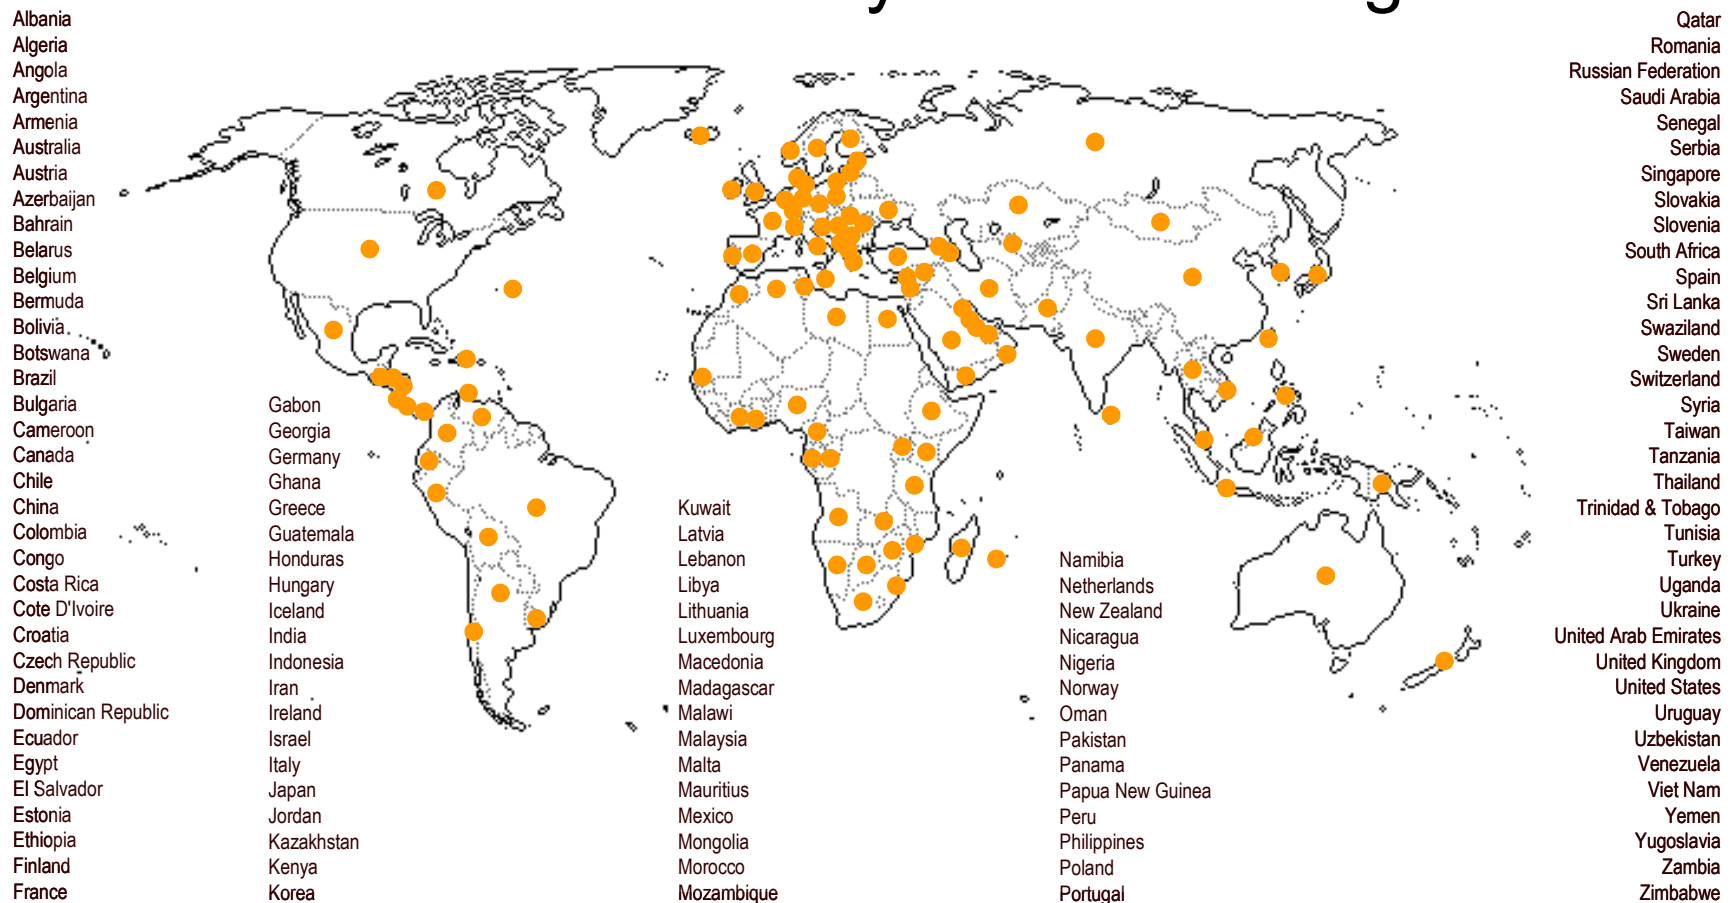 Albania
Algeria
Angola
Argentina
Armenia
Australia
Austria
Azerbaijan
Bahrain
Belarus
Belgium
Bermuda
Bolivia
Botswana
Brazil
Bulgaria
Cameroon
Canada
Chile
China
Colombia
Congo
Costa Rica
Cote D'Ivoire
Croatia
Czech Republic
Denmark
Dominican Republic
Ecuador
Egypt
El Salvador
Estonia
Ethiopia
Finland
France
Gabon
Georgia
Germany
Ghana
Greece
Guatemala
Honduras
Hungary
Iceland
India
Indonesia
Iran
Ireland
Israel
Italy
Japan
Jordan
Kazakhstan
Kenya
Korea
Kuwait
Latvia
Lebanon
Libya
Lithuania
Luxembourg
Macedonia
Madagascar
Malawi
Malaysia
Malta
Mauritius
Mexico
Mongolia
Morocco
Mozambique
Namibia
Netherlands
New Zealand
Nicaragua
Nigeria
Norway
Oman
Pakistan
Panama
Papua New Guinea
Peru
Philippines
Poland
Portugal
Qatar
Romania
Russian Federation
Saudi Arabia
Senegal
Serbia
Singapore
Slovakia
Slovenia
South Africa
Spain
Sri Lanka
Swaziland
Sweden
Switzerland
Syria
Taiwan
Tanzania
Thailand
Trinidad & Tobago
Tunisia
Turkey
Uganda
Ukraine
United Arab Emirates
United Kingdom
United States
Uruguay
Uzbekistan
Venezuela
Viet Nam
Yemen
Yugoslavia
Zambia
Zimbabwe